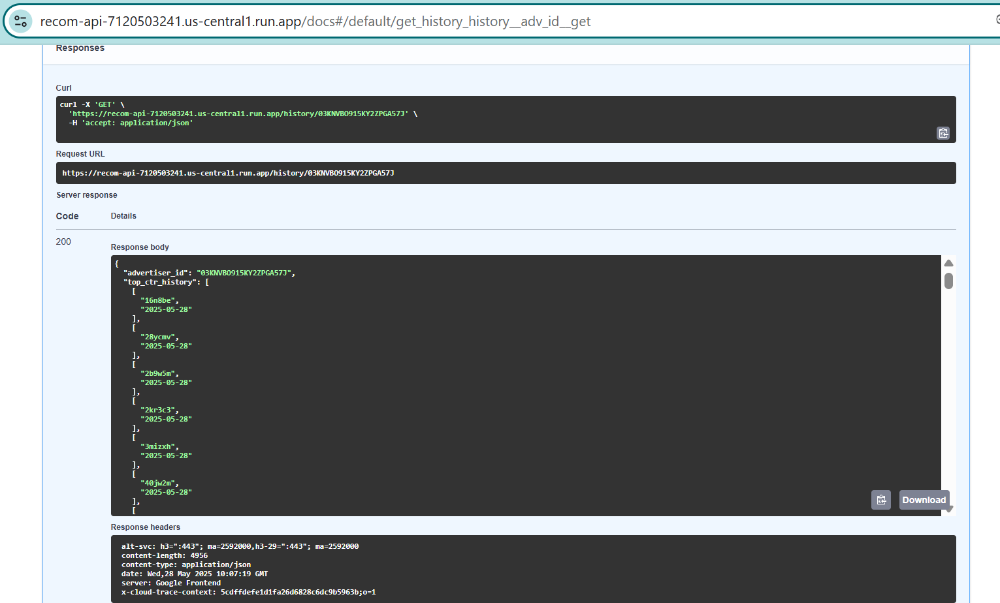 recom-api-7120503241.us-central1.run.app/docs#/default/get_history_history__adv_id__get
Responses
Curl
curl -X 'GET' \
'https://recom-api-7120503241.us-central1.run.app/history/03KNVBO915KY2ZPGA57J' \
-H 'accept: application/json'
Request URL
https://recom-api-7120503241.us-central1.run.app/history/03KNVBO915KY2ZPGA57J
Server response
Code Details
200
Response body
{
"advertiser_id": "03KNVBO915KY2ZPGA57J",
"top_ctr_history": [
[
"16n8be",
"2025-05-28"
],
[
"28ycmv",
"2025-05-28"
],
[
"2b9w5m",
"2025-05-28"
],
[
"2kr3c3",
"2025-05-28"
],
[
"3mizxh",
"2025-05-28"
],
[
"40jw2m",
"2025-05-28"
],
[
Download
Response headers
alt-svc: h3=":443"; ma=2592000,h3-29=":443"; ma=2592000
content-length: 4956
content-type: application/json
date: Wed,28 May 2025 10:07:19 GMT
server: Google Frontend
x-cloud-trace-context: 5cdffdefe1d1fa26d6828c6dc9b5963b;o=1